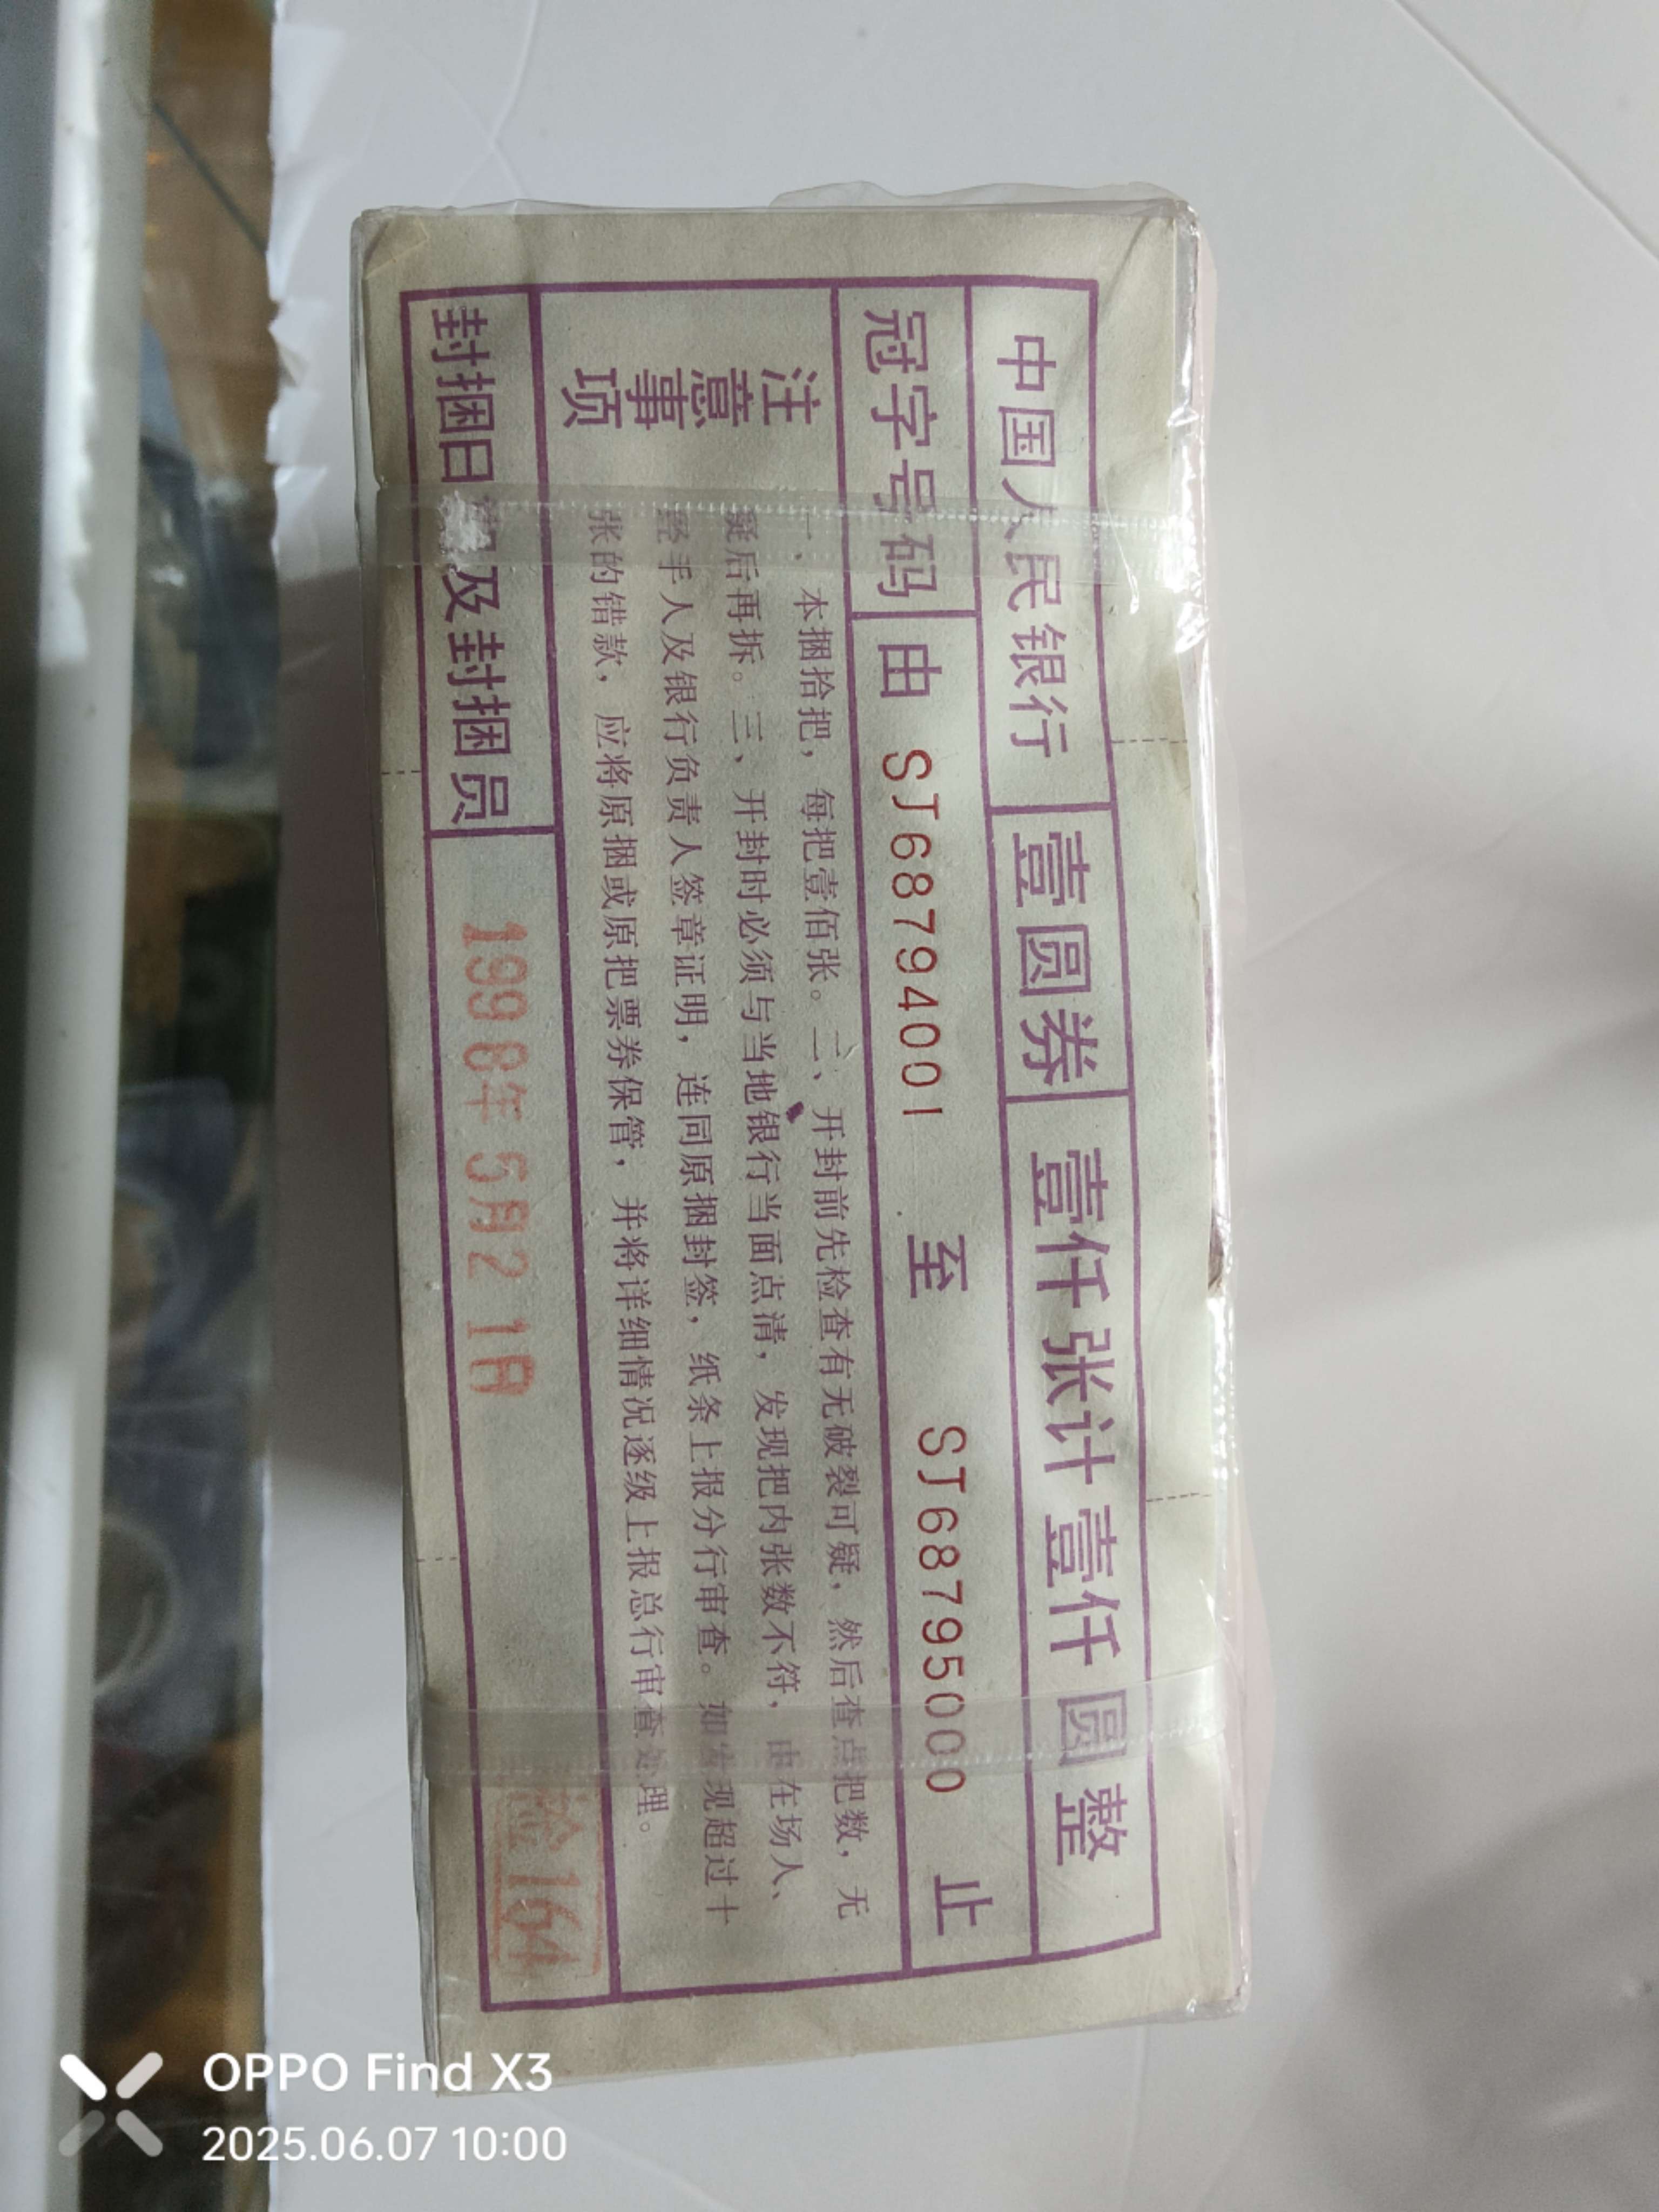 中国人民银行 壹圆券 壹仟张计壹仟圆整
冠字号码 由 SJ68794001 至 SJ68795000 止
注意事项
一、本捆拾把，每把壹佰张。二、开封前先检查有无破裂可疑，然后查点把数，无
疑后再拆。三、开封时必须与当地银行当面点清，发现把内张数不符，由在场人、
经手人及银行负责人签章证明，连同原捆封签，纸条上报分行审查。如发现超过十
张的错款，应将原捆或原把票券保管，并将详细情况逐级上报总行审查处理。
封捆日期及封捆员 1998年5月21日
检164
OPPO Find X3
2025.06.07 10:00